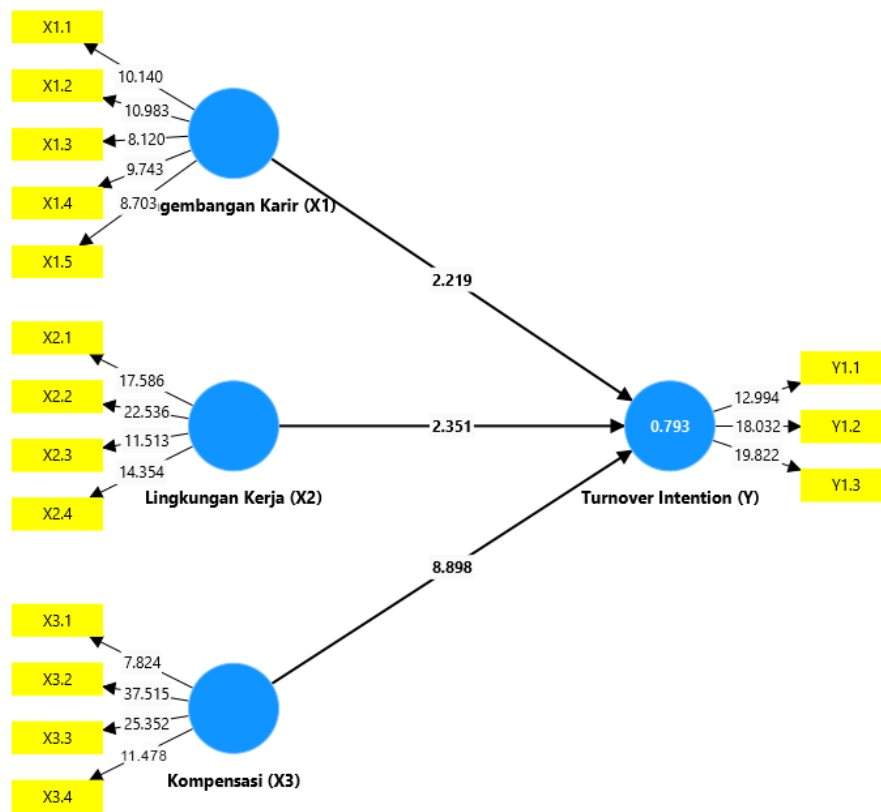 X1.1
10.140
X1.2
10.983
X1.3
8.120
9.743
X1.4
8.703
gembangan Karir (X1)
X1.5
2.219
X2.1
17.586
X2.2
22.536
X2.3
11.513
14.354
X2.4
Lingkungan Kerja (X2)
2.351
0.793
Turnover Intention (Y)
Y1.1
12.994
18.032
Y1.2
19.822
Y1.3
8.898
X3.1
7.824
X3.2
37.515
X3.3
25.352
11.478
X3.4
Kompensasi (X3)